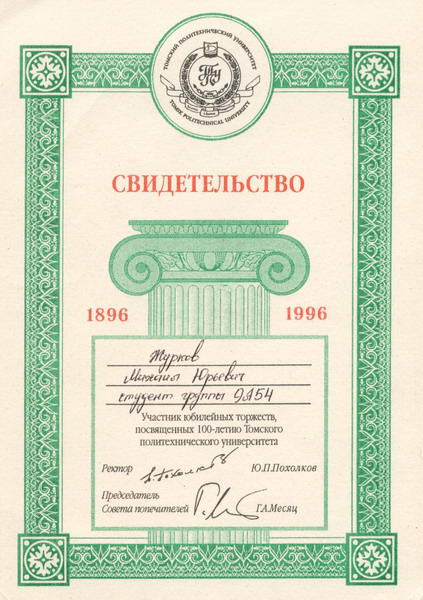 ТОМСКИЙ ПОЛИТЕХНИЧЕСКИЙ УНИВЕРСИТЕТ
ТПУ
TOMSK POLITECHNICAL UNIVERSITY
СВИДЕТЕЛЬСТВО
1896 1996
Журков
Михаил Юрьевич
студент группы 9А54
Участник юбилейных торжеств,
посвященных 100-летию Томского
политехнического университета
Ректор Ю.П.Похолков
Председатель
Совета попечителей Г.А.Месяц